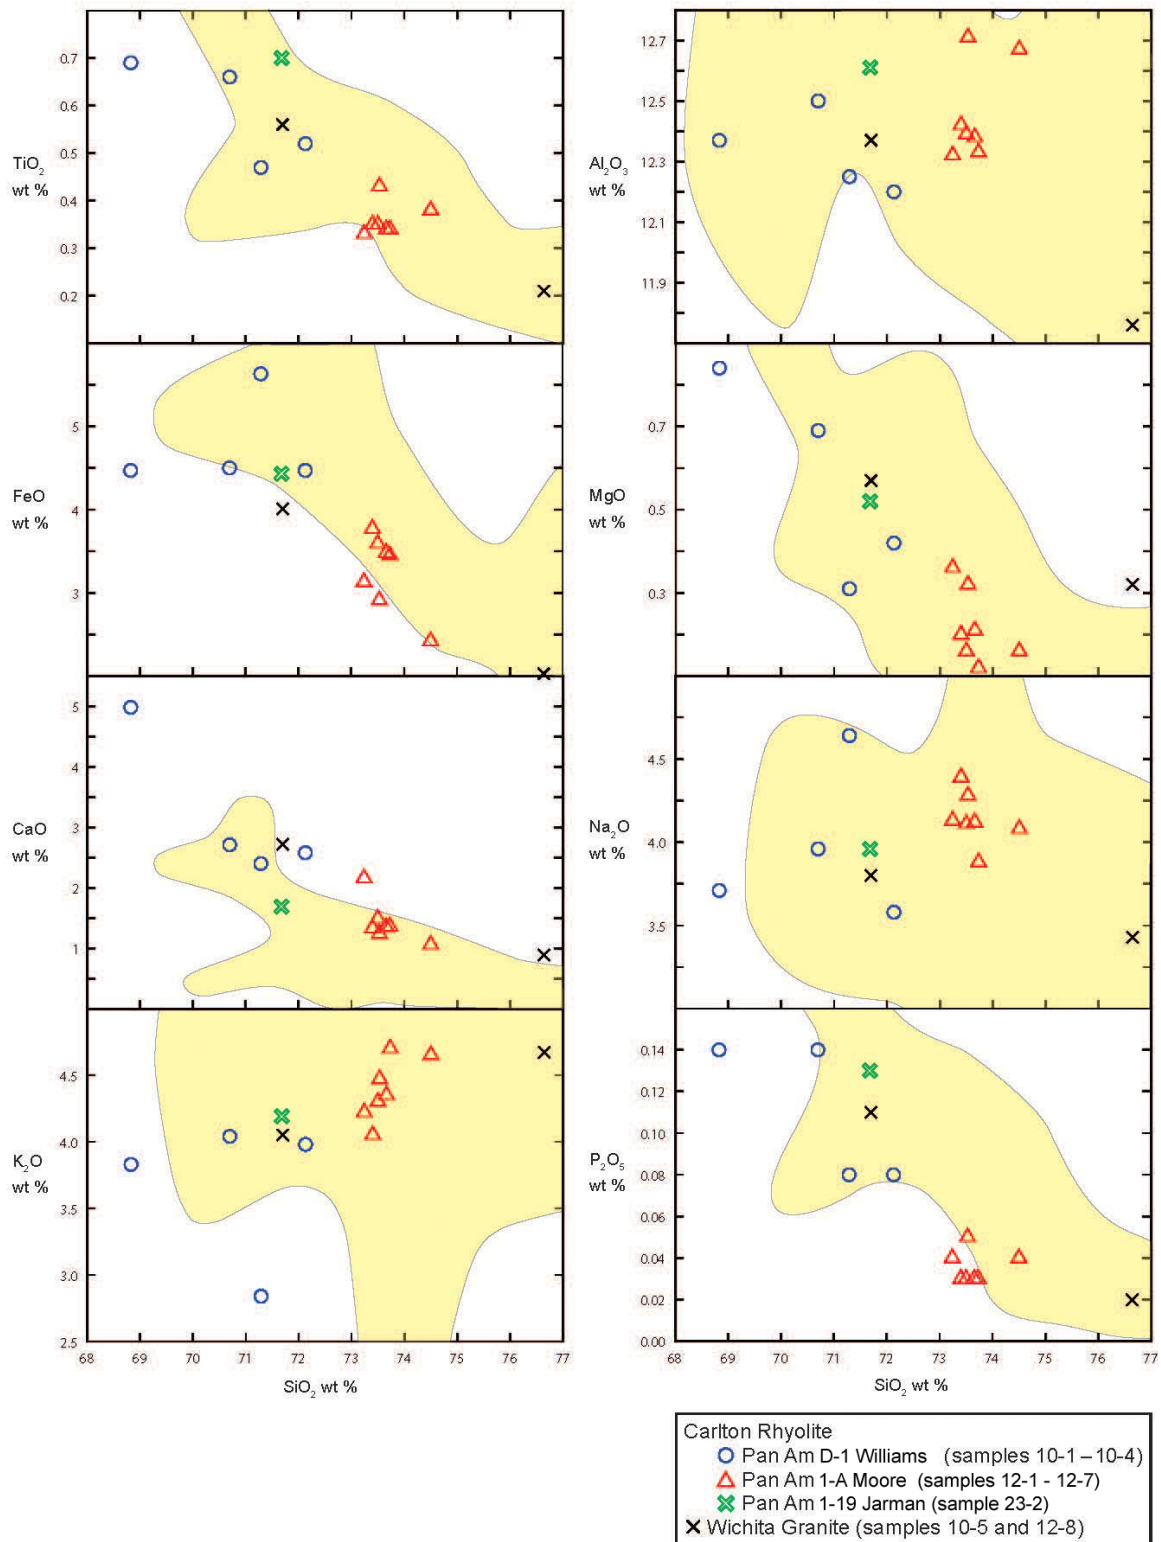 0.7
0.6
0.5
0.4
0.3
0.2
TiO₂
wt %
12.7
12.5
12.3
12.1
11.9
Al₂O₃
wt %
5
4
3
FeO
wt %
0.7
0.5
0.3
MgO
wt %
5
4
3
2
1
CaO
wt %
4.5
4.0
3.5
Na₂O
wt %
4.5
4.0
3.5
3.0
2.5
K₂O
wt %
68 69 70 71 72 73 74 75 76 77
SiO₂ wt %
0.14
0.12
0.10
0.08
0.06
0.04
0.02
0.00
P₂O₅
wt %
68 69 70 71 72 73 74 75 76 77
SiO₂ wt %
Carlton Rhyolite
Pan Am D-1 Williams (samples 10-1 – 10-4)
Pan Am 1-A Moore (samples 12-1 - 12-7)
Pan Am 1-19 Jarman (sample 23-2)
Wichita Granite (samples 10-5 and 12-8)